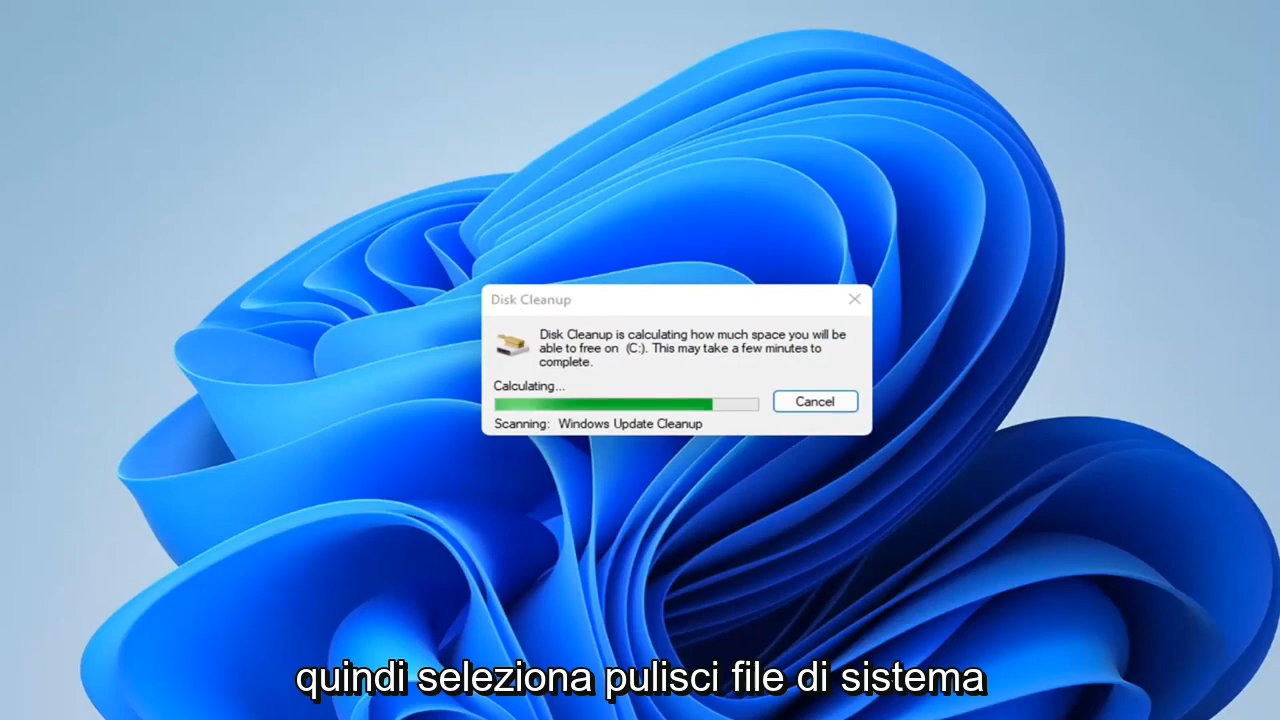 Disk Cleanup
Disk Cleanup is calculating how much space you will be
able to free on  (C:). This may take a few minutes to
complete.
Calculating...
Cancel
Scanning:  Windows Update Cleanup
quindi seleziona pulisci file di sistema